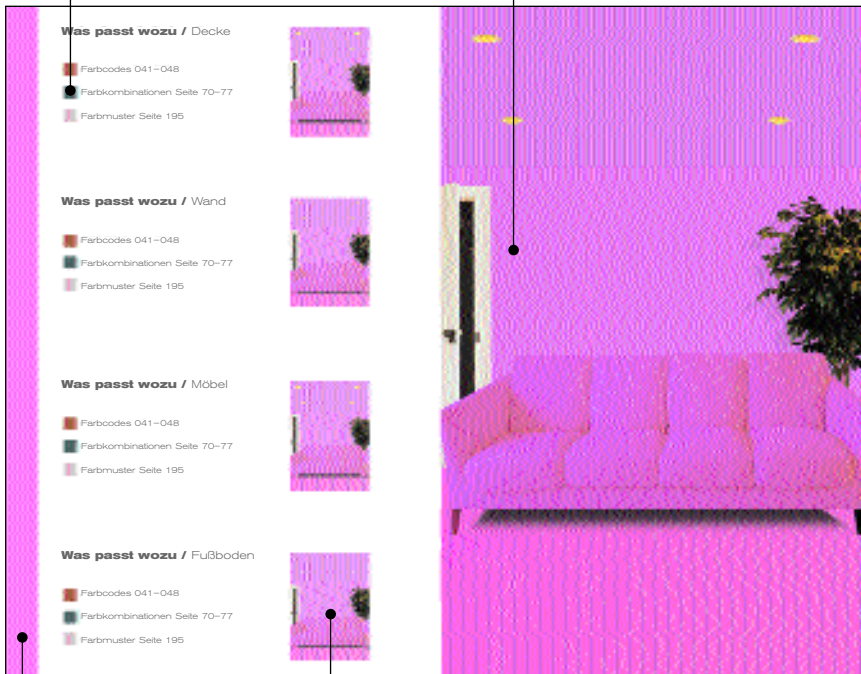 Was passt wozu / Decke
Farbcodes 041–048
Farbkombinationen Seite 70–77
Farbmuster Seite 195
Was passt wozu / Wand
Farbcodes 041–048
Farbkombinationen Seite 70–77
Farbmuster Seite 195
Was passt wozu / Möbel
Farbcodes 041–048
Farbkombinationen Seite 70–77
Farbmuster Seite 195
Was passt wozu / Fußboden
Farbcodes 041–048
Farbkombinationen Seite 70–77
Farbmuster Seite 195